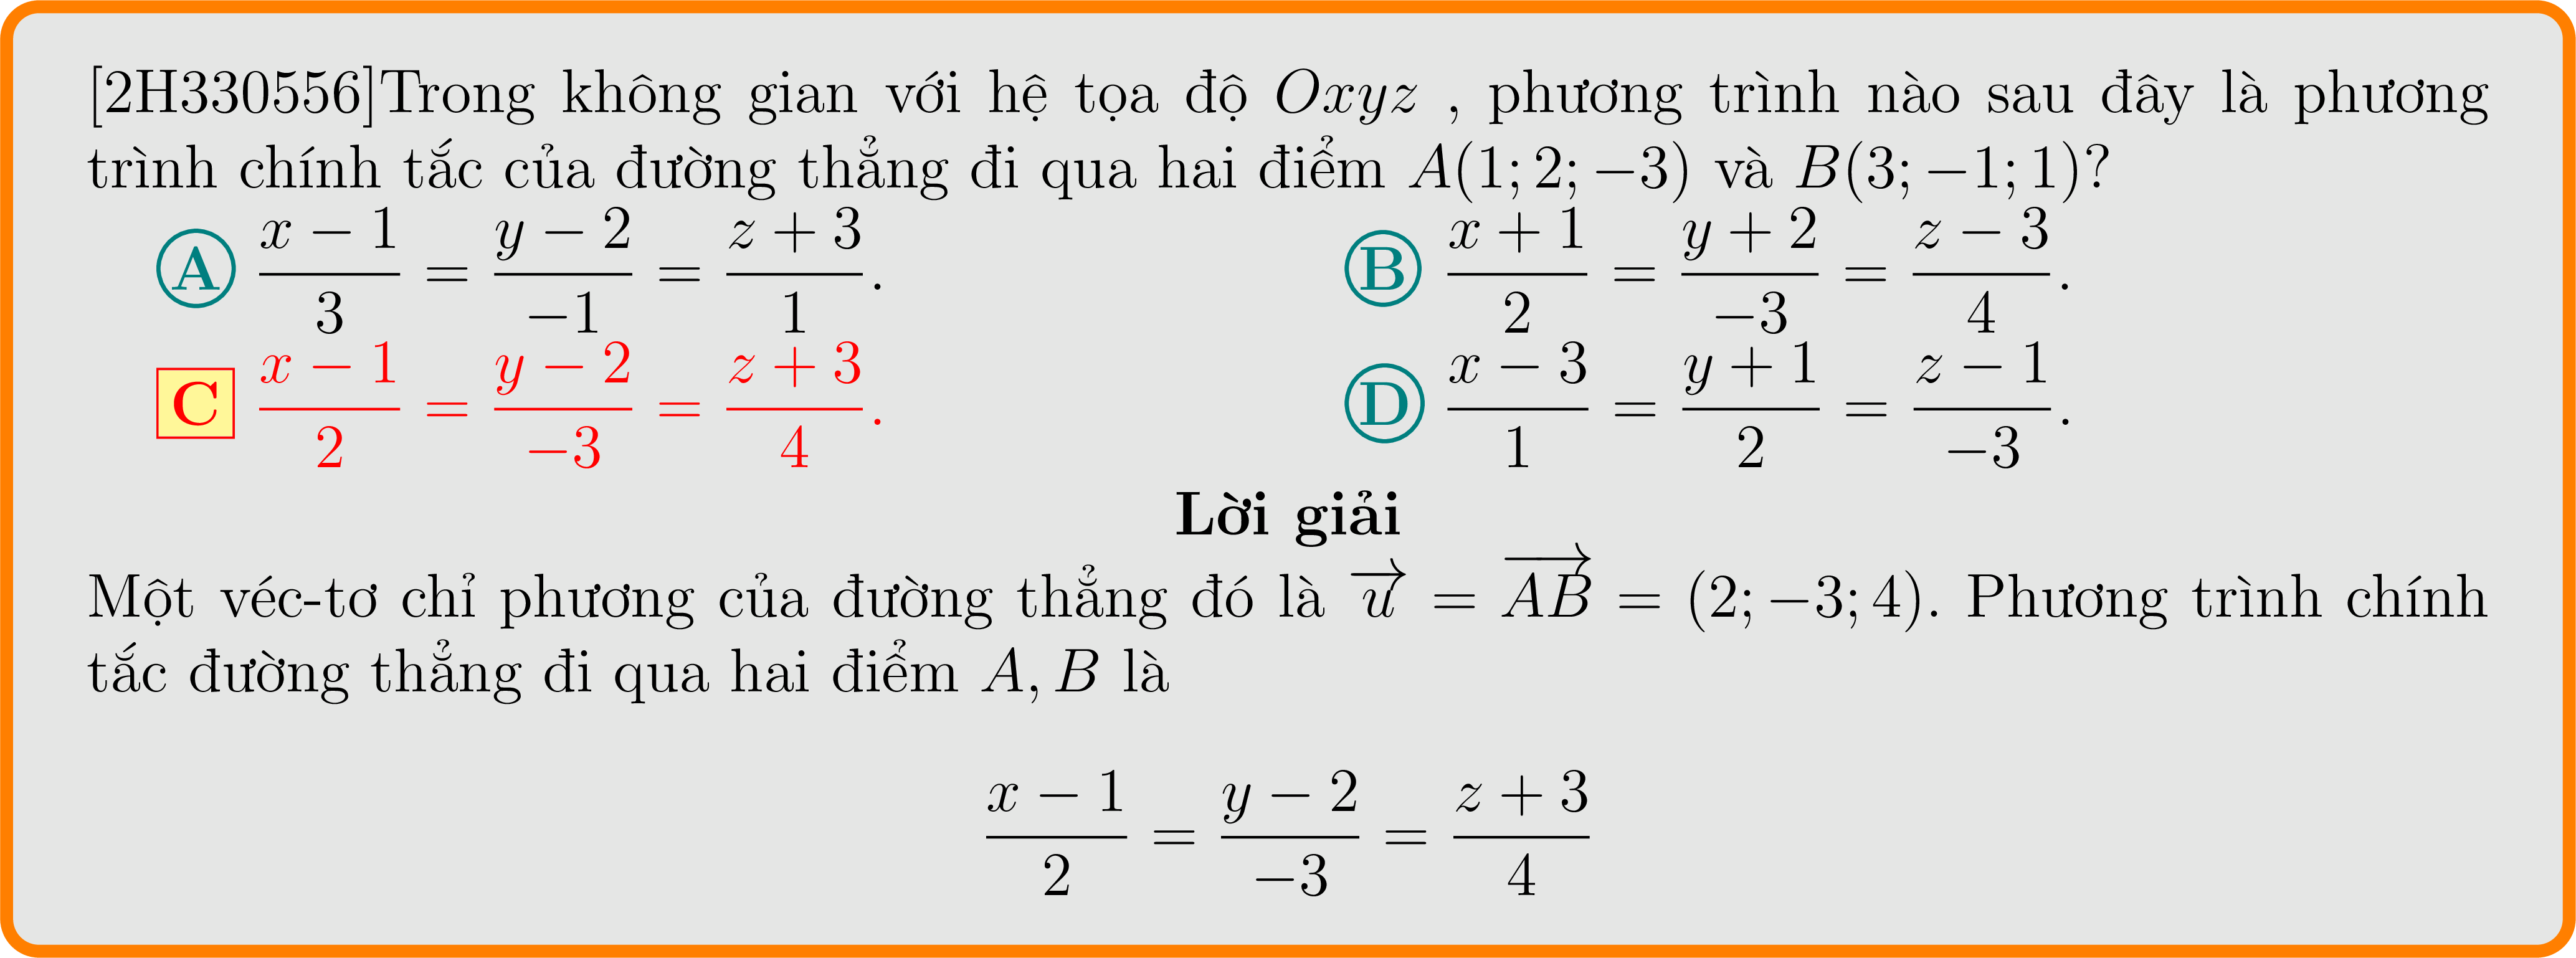 [2H330556]Trong không gian với hệ tọa độ Oxyz , phương trình nào sau đây là phương
trình chính tắc của đường thẳng đi qua hai điểm A(1; 2; −3) và B(3; −1; 1)?
A $\frac{x-1}{3} = \frac{y-2}{-1} = \frac{z+3}{1}$. B $\frac{x+1}{2} = \frac{y+2}{-3} = \frac{z-3}{4}$.
C $\frac{x-1}{2} = \frac{y-2}{-3} = \frac{z+3}{4}$. D $\frac{x-3}{1} = \frac{y+1}{2} = \frac{z-1}{-3}$.
Lời giải
Một véc-tơ chỉ phương của đường thẳng đó là $\overrightarrow{u} = \overrightarrow{AB} = (2; -3; 4)$. Phương trình chính
tắc đường thẳng đi qua hai điểm A, B là
$\frac{x-1}{2} = \frac{y-2}{-3} = \frac{z+3}{4}$